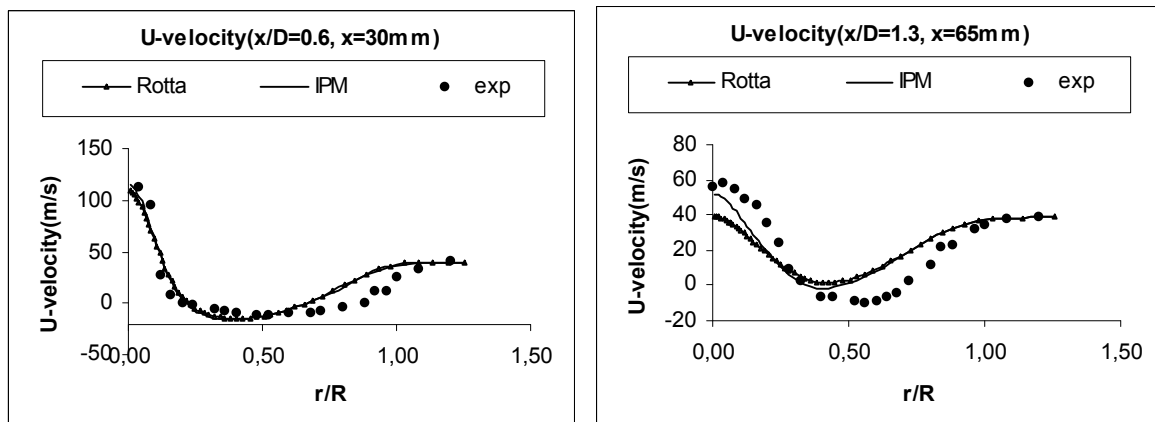 U-velocity(x/D=0.6, x=30mm)
Rotta IPM exp
U-velocity(m/s)
150
100
50
0
-50
0,00 0,50 1,00 1,50
r/R
U-velocity(x/D=1.3, x=65mm)
Rotta IPM exp
U-velocity(m/s)
80
60
40
20
0
-20
0,00 0,50 1,00 1,50
r/R